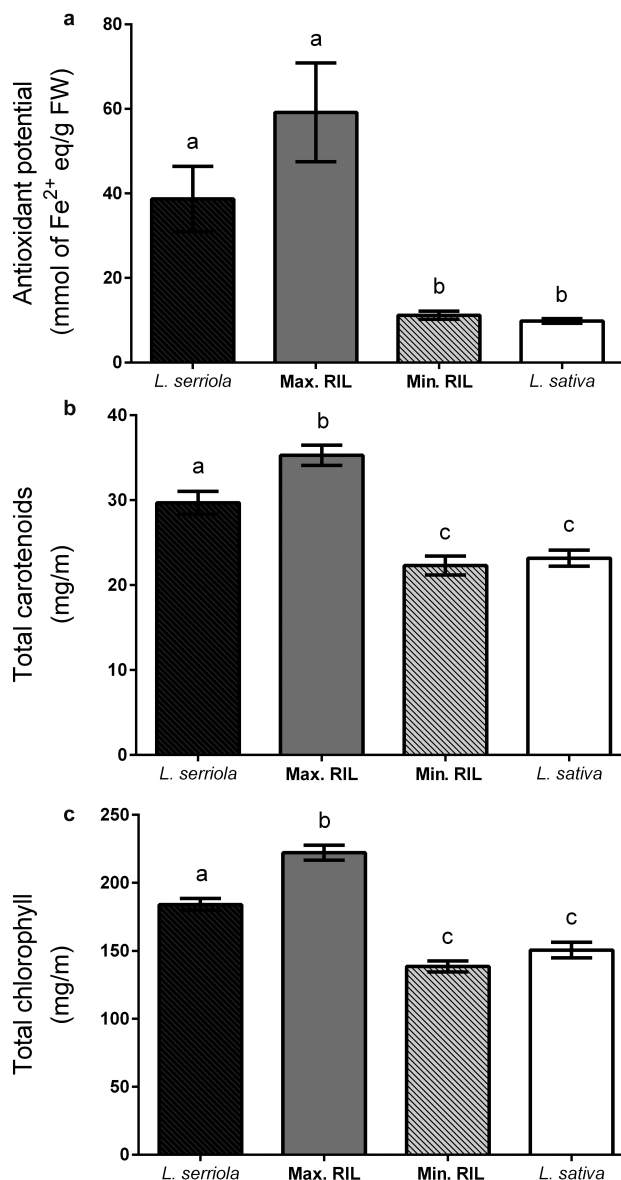 a
Antioxidant potential
(mmol of Fe²⁺ eq/g FW)
80
60
40
20
0
a
a
b
b
L. serriola Max. RIL Min. RIL L. sativa
b
Total carotenoids
(mg/m)
40
30
20
10
0
a
b
c
c
L. serriola Max. RIL Min. RIL L. sativa
c
Total chlorophyll
(mg/m)
250
200
150
100
50
0
a
b
c
c
L. serriola Max. RIL Min. RIL L. sativa